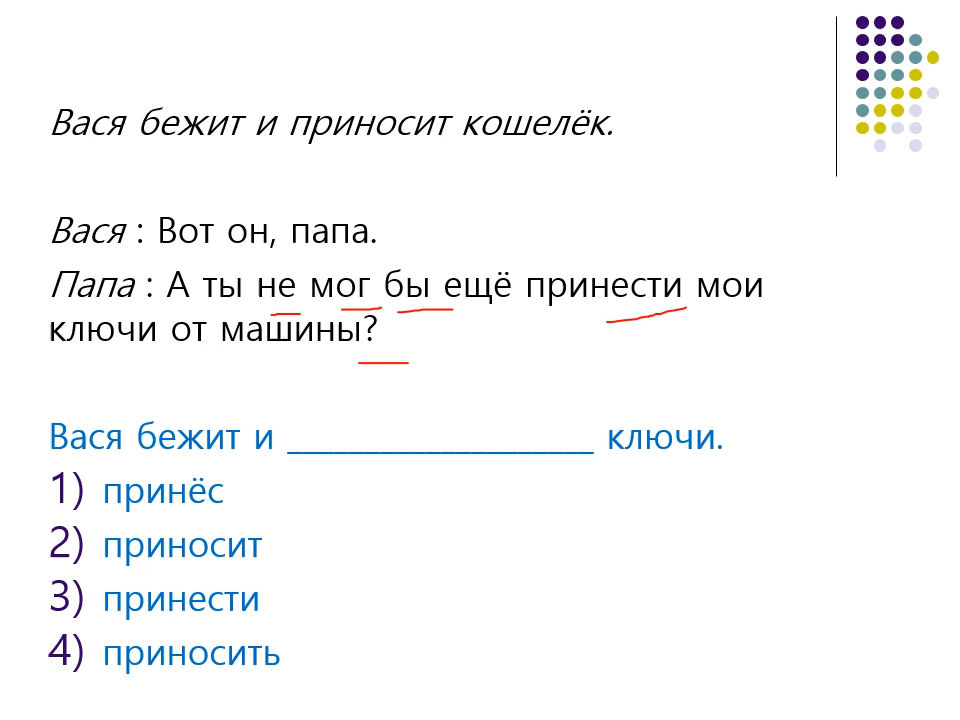 Вася бежит и приносит кошелёк.
Вася : Вот он, папа.
Папа : А ты не мог бы ещё принести мои
ключи от машины?
Вася бежит и ____________________ ключи.
1) принёс
2) приносит
3) принести
4) приносить